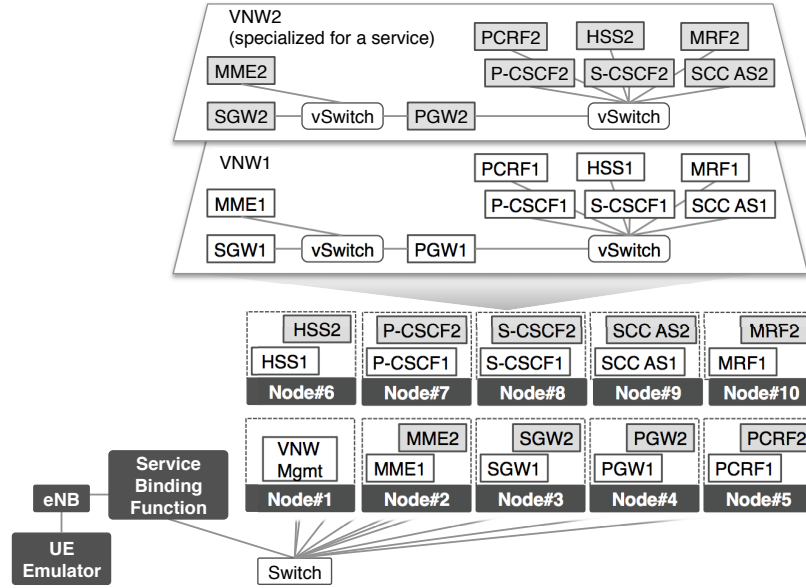 VNW2
(specialized for a service)
PCRF2
HSS2
MRF2
MME2
P-CSCF2
S-CSCF2
SCC AS2
SGW2
vSwitch
PGW2
vSwitch
VNW1
PCRF1
HSS1
MRF1
MME1
P-CSCF1
S-CSCF1
SCC AS1
SGW1
vSwitch
PGW1
vSwitch
HSS2
P-CSCF2
S-CSCF2
SCC AS2
MRF2
HSS1
P-CSCF1
S-CSCF1
SCC AS1
MRF1
Node#6
Node#7
Node#8
Node#9
Node#10
VNW
Mgmt
MME2
SGW2
PGW2
PCRF2
MME1
SGW1
PGW1
PCRF1
Node#1
Node#2
Node#3
Node#4
Node#5
Service
Binding
Function
eNB
UE
Emulator
Switch